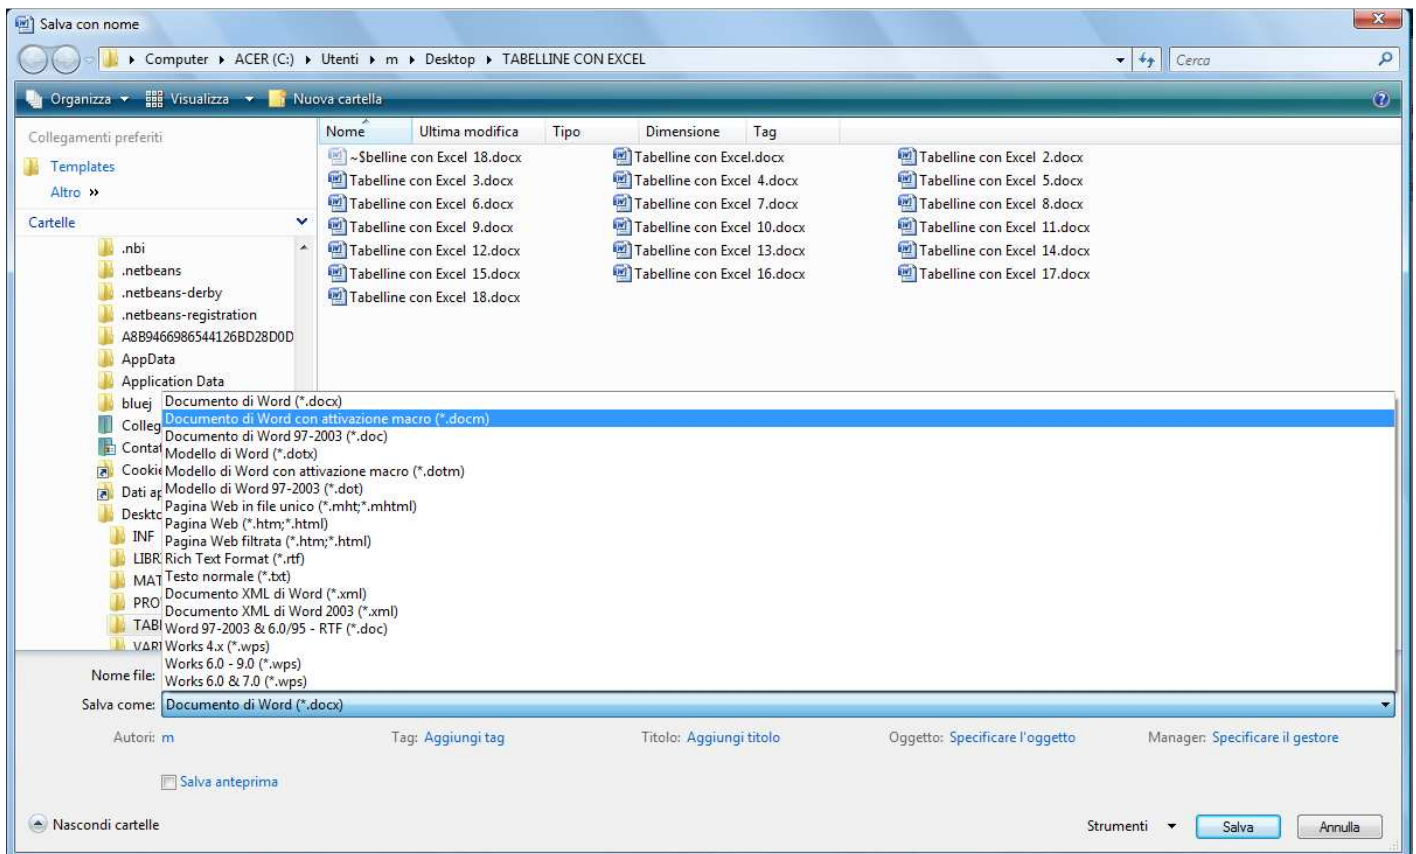 Salva con nome
Computer ▸ ACER (C:) ▸ Utenti ▸ m ▸ Desktop ▸ TABELLINE CON EXCEL
Cerca
Organizza Visualizza Nuova cartella
Collegamenti preferiti
Templates
Altro »
Cartelle
.nbi
.netbeans
.netbeans-derby
.netbeans-registration
A8B9466986544126BD28D0D
AppData
Application Data
bluej
Colleg
Contat
Cookie
Dati ap
Deskto
INF
LIBR
MAT
PRO
TABE
VARI
Nome Ultima modifica Tipo Dimensione Tag
~$belline con Excel 18.docx Tabelline con Excel.docx Tabelline con Excel 2.docx
Tabelline con Excel 3.docx Tabelline con Excel 4.docx Tabelline con Excel 5.docx
Tabelline con Excel 6.docx Tabelline con Excel 7.docx Tabelline con Excel 8.docx
Tabelline con Excel 9.docx Tabelline con Excel 10.docx Tabelline con Excel 11.docx
Tabelline con Excel 12.docx Tabelline con Excel 13.docx Tabelline con Excel 14.docx
Tabelline con Excel 15.docx Tabelline con Excel 16.docx Tabelline con Excel 17.docx
Tabelline con Excel 18.docx
Documento di Word (*.docx)
Documento di Word con attivazione macro (*.docm)
Documento di Word 97-2003 (*.doc)
Modello di Word (*.dotx)
Modello di Word con attivazione macro (*.dotm)
Modello di Word 97-2003 (*.dot)
Pagina Web in file unico (*.mht;*.mhtml)
Pagina Web (*.htm;*.html)
Pagina Web filtrata (*.htm;*.html)
Rich Text Format (*.rtf)
Testo normale (*.txt)
Documento XML di Word (*.xml)
Documento XML di Word 2003 (*.xml)
Word 97-2003 & 6.0/95 - RTF (*.doc)
Works 4.x (*.wps)
Works 6.0 - 9.0 (*.wps)
Works 6.0 & 7.0 (*.wps)
Nome file:
Salva come: Documento di Word (*.docx)
Autori: m Tag: Aggiungi tag Titolo: Aggiungi titolo Oggetto: Specificare l'oggetto Manager: Specificare il gestore
Salva anteprima
Nascondi cartelle Strumenti Salva Annulla